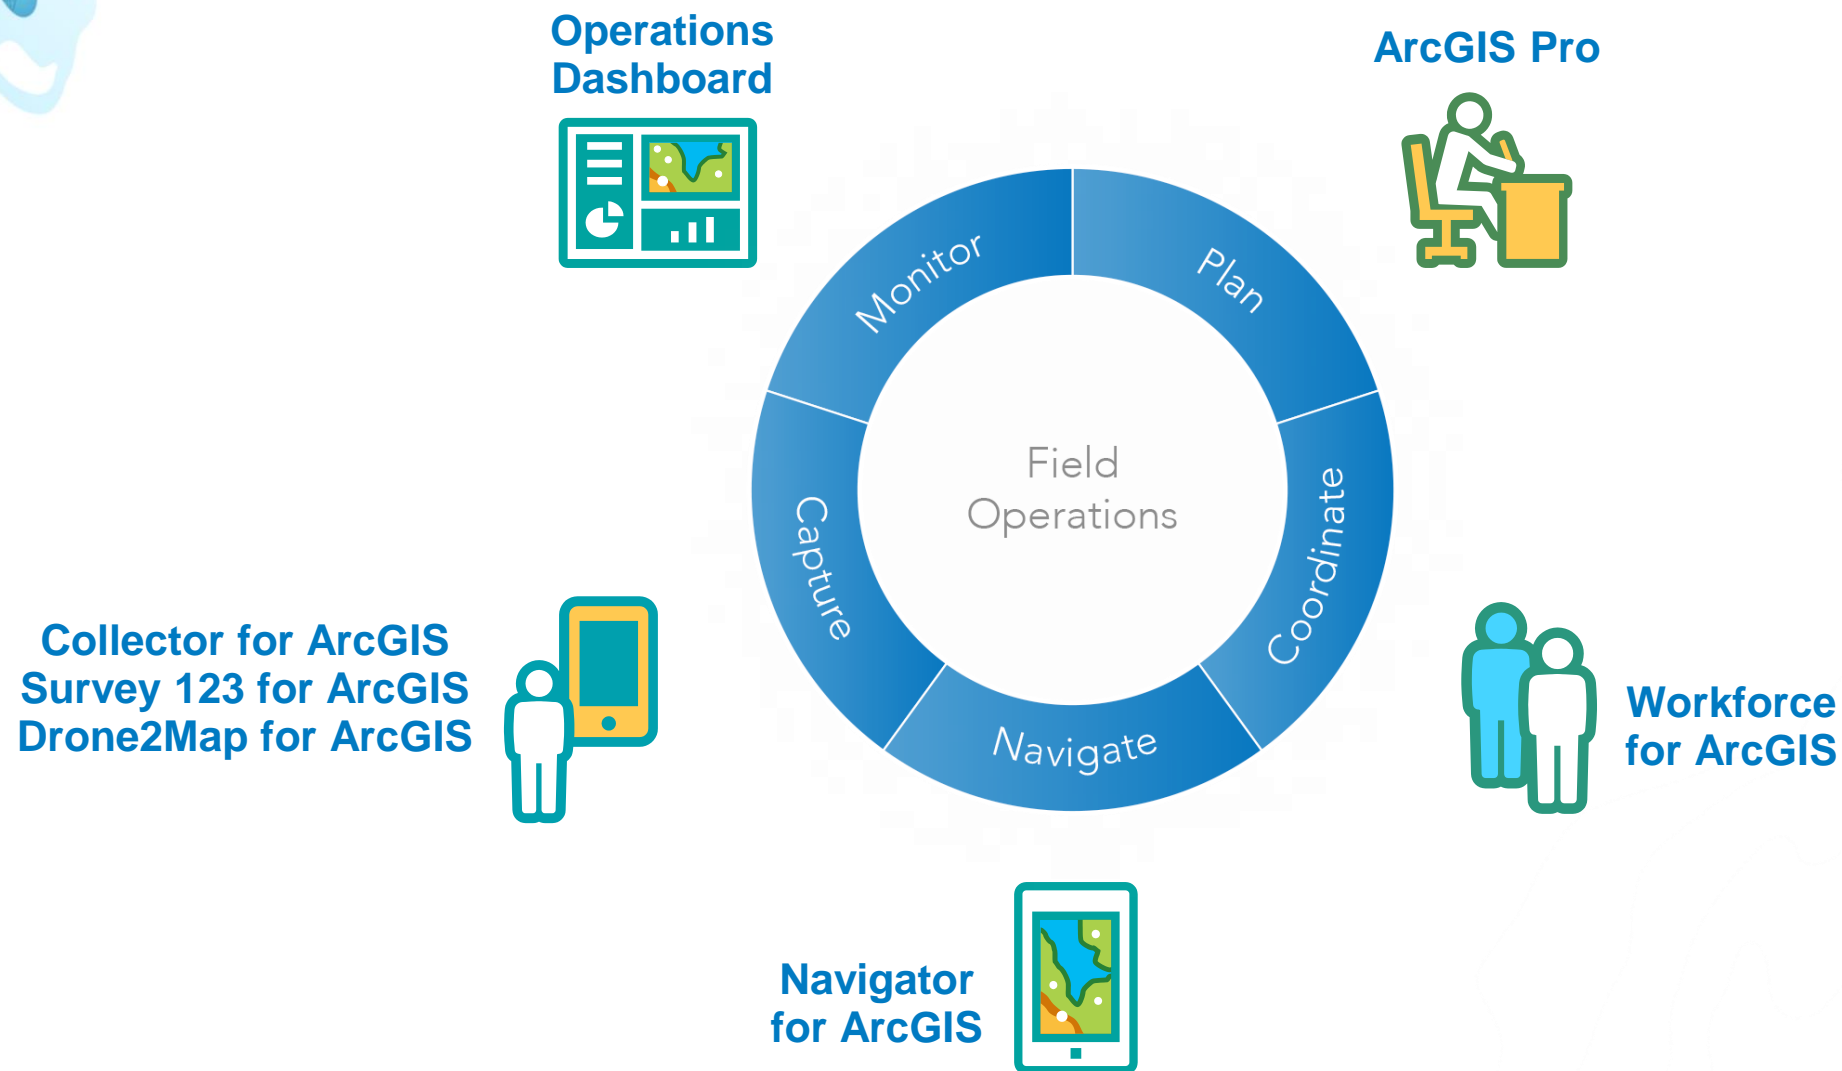 Operations
Dashboard
ArcGIS Pro
Monitor
Plan
Field
Operations
Capture
Coordinate
Navigate
Collector for ArcGIS
Survey 123 for ArcGIS
Drone2Map for ArcGIS
Workforce
for ArcGIS
Navigator
for ArcGIS